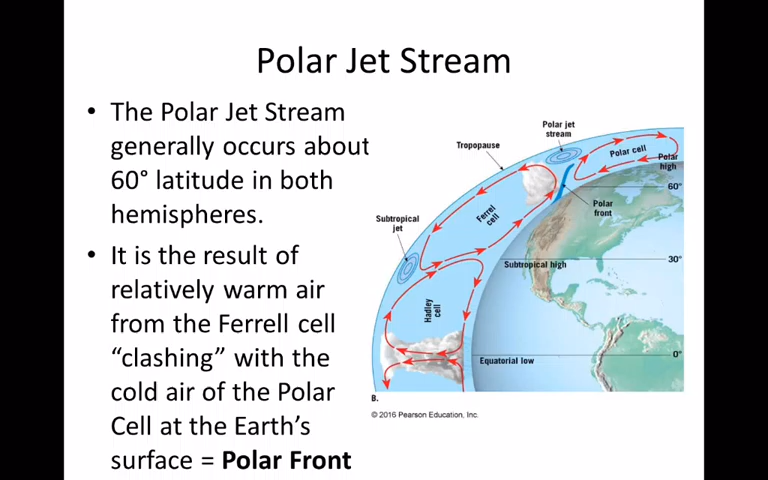 Polar Jet Stream
• The Polar Jet Stream
generally occurs about
60° latitude in both
hemispheres.
• It is the result of
relatively warm air
from the Ferrell cell
“clashing” with the
cold air of the Polar
Cell at the Earth’s
surface = Polar Front
Polar jet
stream
Tropopause
Polar cell
Polar
high
60°
Ferrel
cell
Polar
front
Subtropical
jet
30°
Subtropical high
Hadley
cell
0°
Equatorial low
B.
© 2016 Pearson Education, Inc.